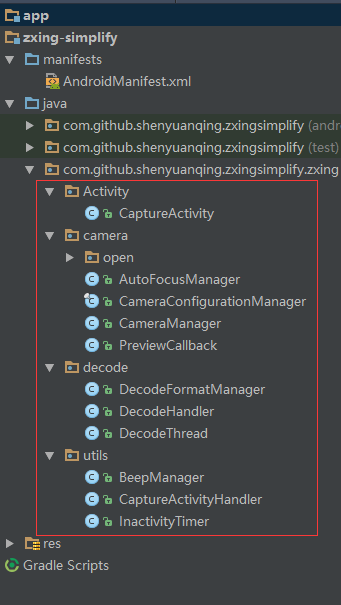 app
zxing-simplify
manifests
AndroidManifest.xml
java
com.github.shenyuanqing.zxingsimplify (andr
com.github.shenyuanqing.zxingsimplify (test)
com.github.shenyuanqing.zxingsimplify.zxing
Activity
CaptureActivity
camera
open
AutoFocusManager
CameraConfigurationManager
CameraManager
PreviewCallback
decode
DecodeFormatManager
DecodeHandler
DecodeThread
utils
BeepManager
CaptureActivityHandler
InactivityTimer
res
Gradle Scripts